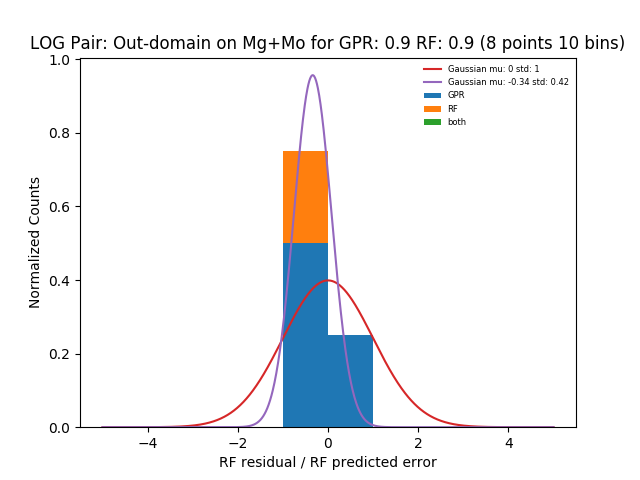 LOG Pair: Out-domain on Mg+Mo for GPR: 0.9 RF: 0.9 (8 points 10 bins)
Gaussian mu: 0 std: 1
Gaussian mu: -0.34 std: 0.42
GPR
RF
both
Normalized Counts
1.0
0.8
0.6
0.4
0.2
0.0
−4 −2 0 2 4
RF residual / RF predicted error